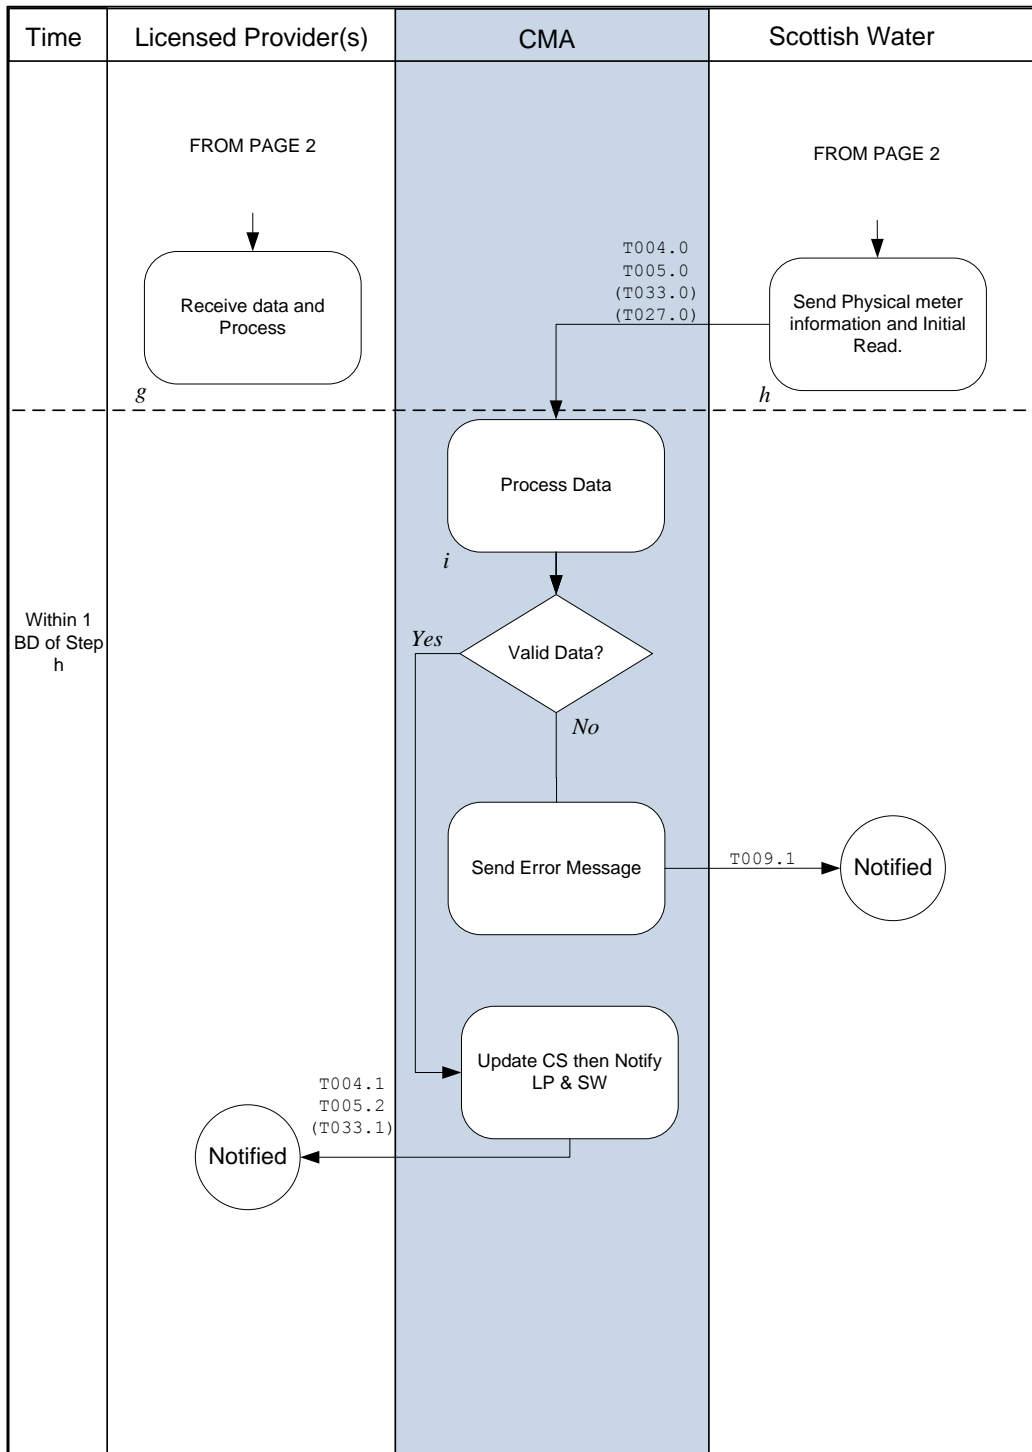 Time
Licensed Provider(s)
CMA
Scottish Water
FROM PAGE 2
FROM PAGE 2
T004.0
T005.0
(T033.0)
(T027.0)
Receive data and
Process
Send Physical meter
information and Initial
Read.
g
h
Process Data
i
Within 1
BD of Step
h
Yes
Valid Data?
No
Send Error Message
T009.1
Notified
Update CS then Notify
LP & SW
T004.1
T005.2
(T033.1)
Notified